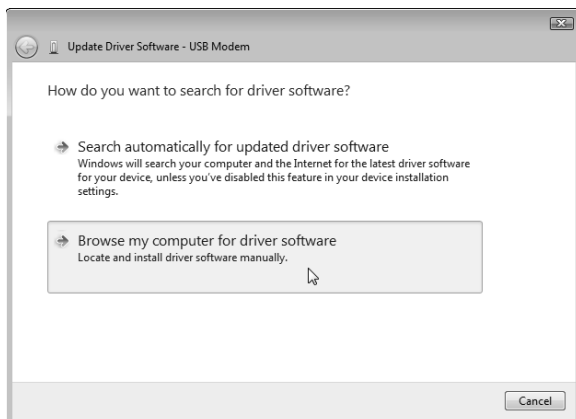 Update Driver Software - USB Modem
How do you want to search for driver software?
Search automatically for updated driver software
Windows will search your computer and the Internet for the latest driver software
for your device, unless you've disabled this feature in your device installation
settings.
Browse my computer for driver software
Locate and install driver software manually.
Cancel